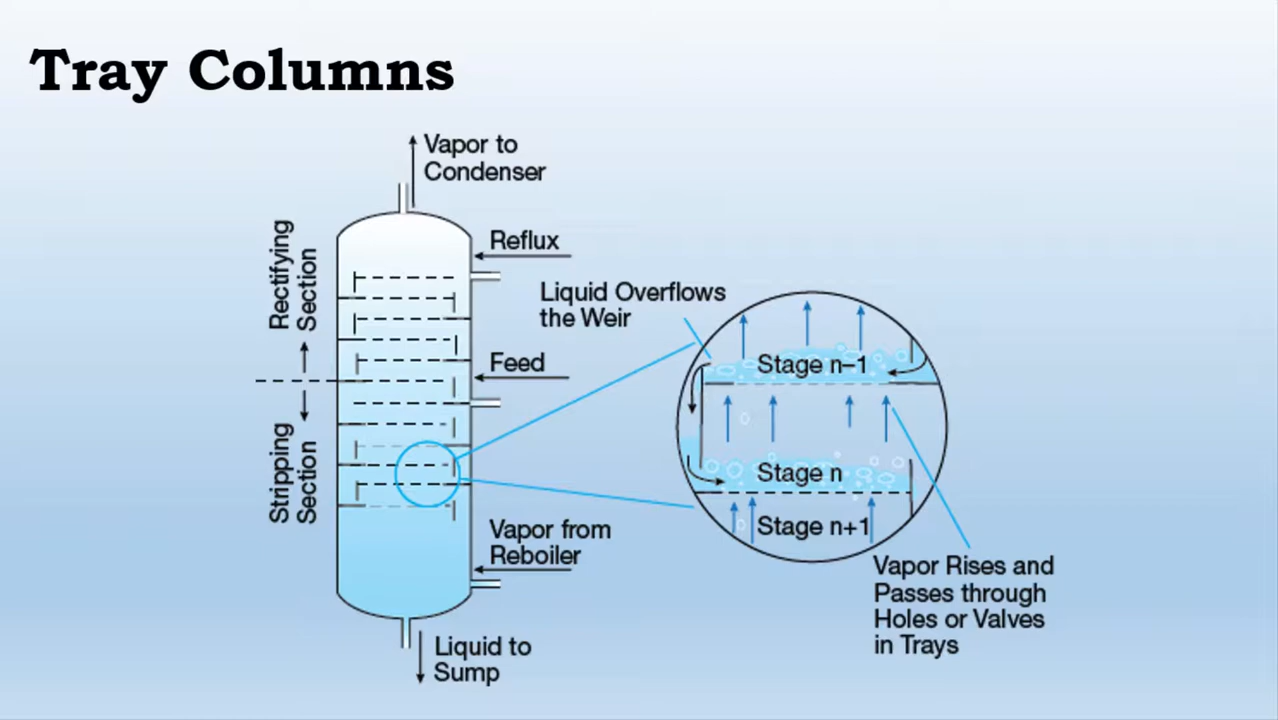 Tray Columns
Vapor to
Condenser
Reflux
Rectifying
Section
Liquid Overflows
the Weir
Feed
Stage n–1
Stripping
Section
Stage n
Stage n+1
Vapor from
Reboiler
Vapor Rises and
Passes through
Holes or Valves
in Trays
Liquid to
Sump